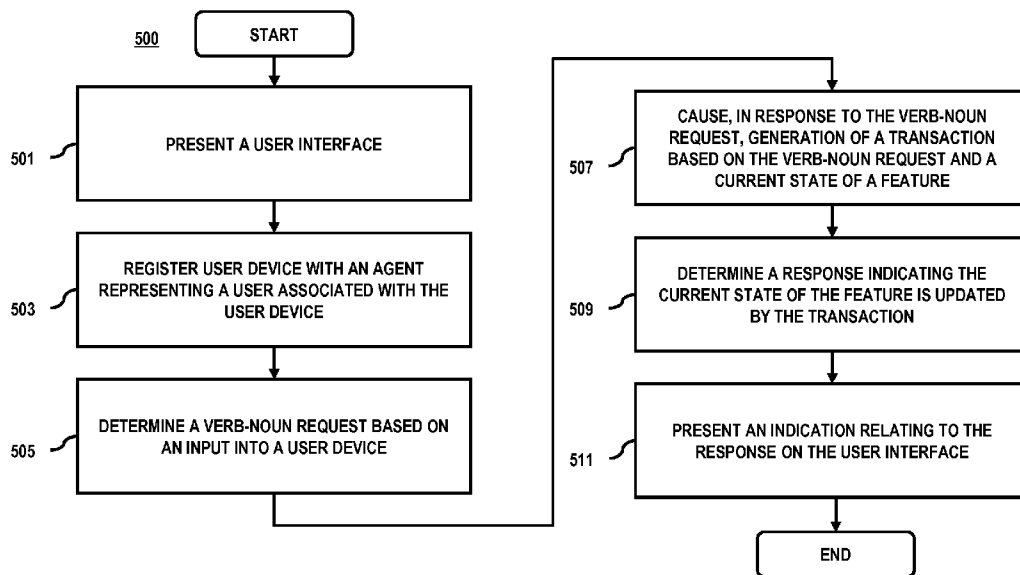 500
START
501
PRESENT A USER INTERFACE
503
REGISTER USER DEVICE WITH AN AGENT
REPRESENTING A USER ASSOCIATED WITH THE
USER DEVICE
505
DETERMINE A VERB-NOUN REQUEST BASED ON
AN INPUT INTO A USER DEVICE
507
CAUSE, IN RESPONSE TO THE VERB-NOUN
REQUEST, GENERATION OF A TRANSACTION
BASED ON THE VERB-NOUN REQUEST AND A
CURRENT STATE OF A FEATURE
509
DETERMINE A RESPONSE INDICATING THE
CURRENT STATE OF THE FEATURE IS UPDATED
BY THE TRANSACTION
511
PRESENT AN INDICATION RELATING TO THE
RESPONSE ON THE USER INTERFACE
END